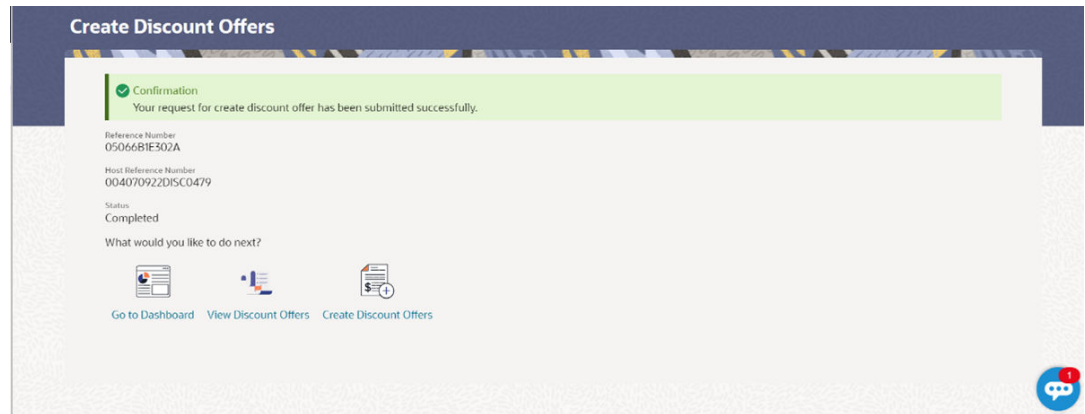 Create Discount Offers
Confirmation
Your request for create discount offer has been submitted successfully.
Reference Number
05066B1E302A
Host Reference Number
004070922DISC0479
Status
Completed
What would you like to do next?
Go to Dashboard View Discount Offers Create Discount Offers
1